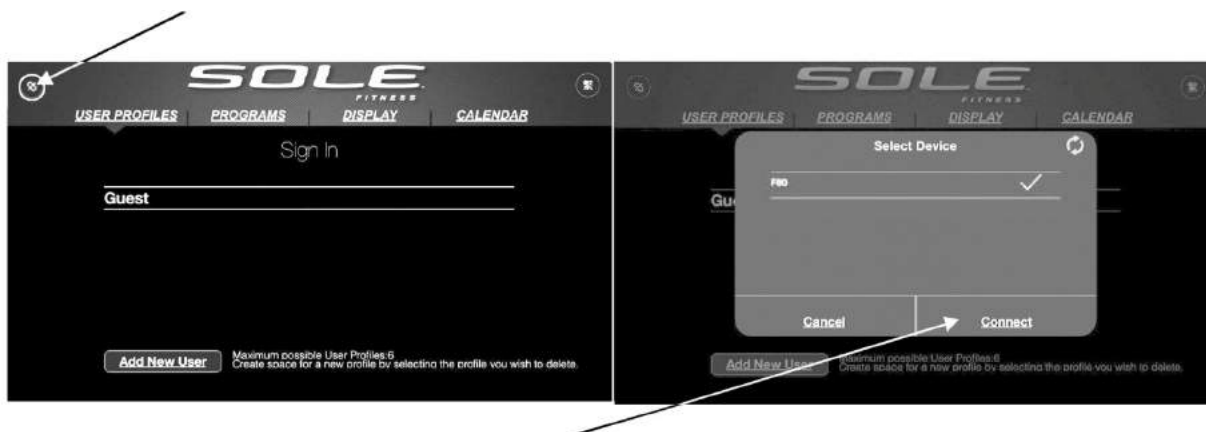 SOLE
FITNESS
USER PROFILES PROGRAMS DISPLAY CALENDAR
Sign In
Guest
Add New User
Maximum possible User Profiles:6
Create space for a new profile by selecting the profile you wish to delete.
SOLE
FITNESS
USER PROFILES PROGRAMS DISPLAY CALENDAR
Select Device
F80
Gu
Cancel Connect
Add New User
Maximum possible User Profiles:6
Create space for a new profile by selecting the profile you wish to delete.